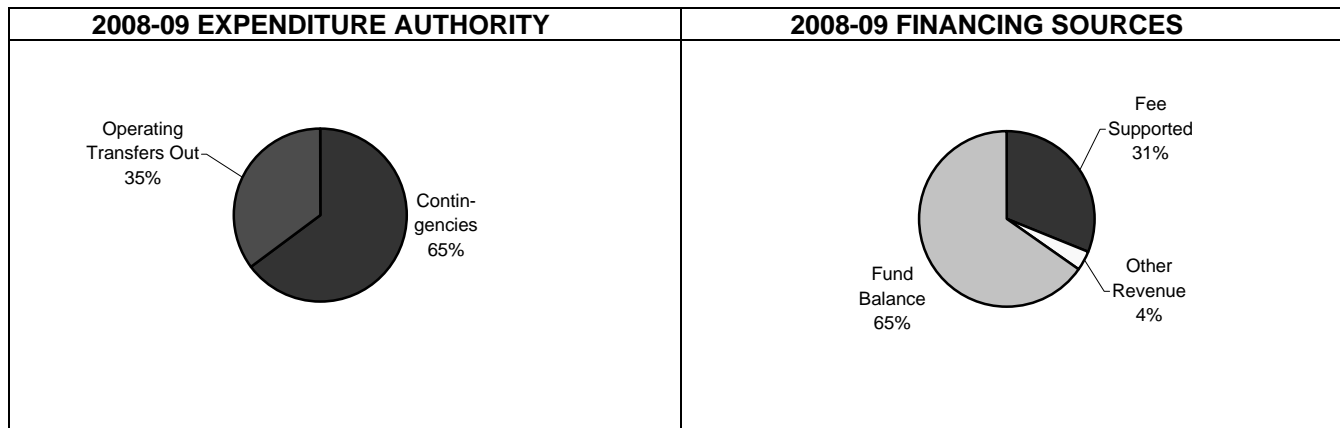 2008-09 EXPENDITURE AUTHORITY
Operating
Transfers Out
35%
Contin-
gencies
65%
2008-09 FINANCING SOURCES
Fee
Supported
31%
Other
Revenue
4%
Fund
Balance
65%